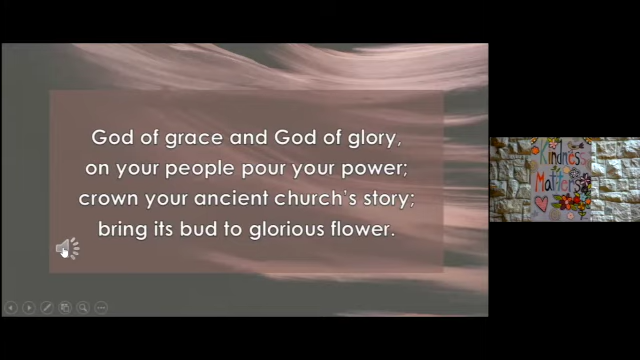 God of grace and God of glory,
on your people pour your power;
crown your ancient church's story;
bring its bud to glorious flower.
Kindness
Matters